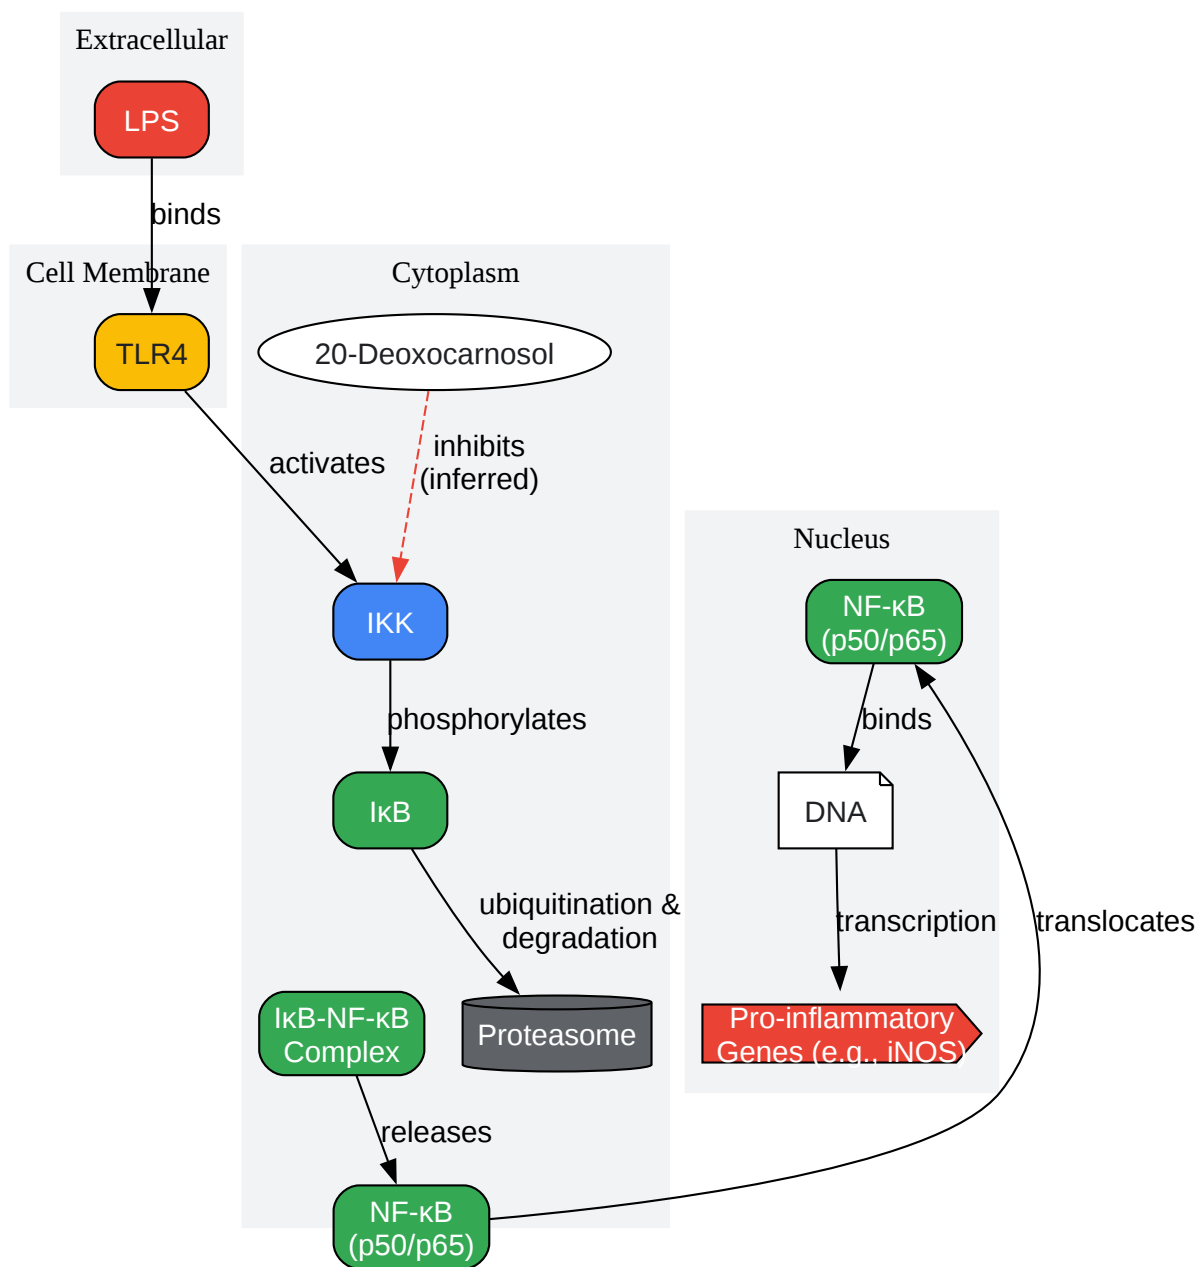 Extracellular
LPS
binds
Cell Membrane
TLR4
Cytoplasm
20-Deoxocarnosol
activates
inhibits
(inferred)
IKK
phosphorylates
IκB
ubiquitination &
degradation
IκB-NF-κB
Complex
Proteasome
releases
NF-κB
(p50/p65)
translocates
Nucleus
NF-κB
(p50/p65)
binds
DNA
transcription
Pro-inflammatory
Genes (e.g., iNOS)